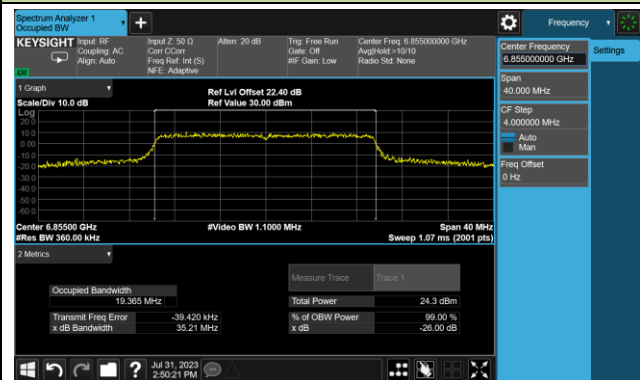 Spectrum Analyzer 1
Occupied BW
Frequency
KEYSIGHT
Input: RF
Coupling: AC
Align: Auto
Input Z: 50 Ω
Corr CCorr
Freq Ref: Int (S)
NFE: Adaptive
Atten: 20 dB
Trig: Free Run
Gate: Off
#IF Gain: Low
Center Freq: 6.855000000 GHz
Avg|Hold:>10/10
Radio Std: None
Center Frequency
6.855000000 GHz
Settings
Span
40.000 MHz
CF Step
4.000000 MHz
Auto
Man
Freq Offset
0 Hz
1 Graph
Scale/Div 10.0 dB
Ref Lvl Offset 22.40 dB
Ref Value 30.00 dBm
Log
20.0
10.0
0.00
-10.0
-20.0
-30.0
-40.0
-50.0
-60.0
Center 6.85500 GHz
#Res BW 360.00 kHz
#Video BW 1.1000 MHz
Span 40 MHz
Sweep 1.07 ms (2001 pts)
2 Metrics
Measure Trace
Trace 1
Occupied Bandwidth
19.365 MHz
Total Power
24.3 dBm
Transmit Freq Error
-39.420 kHz
% of OBW Power
99.00 %
x dB Bandwidth
35.21 MHz
x dB
-26.00 dB
Jul 31, 2023
2:50:21 PM